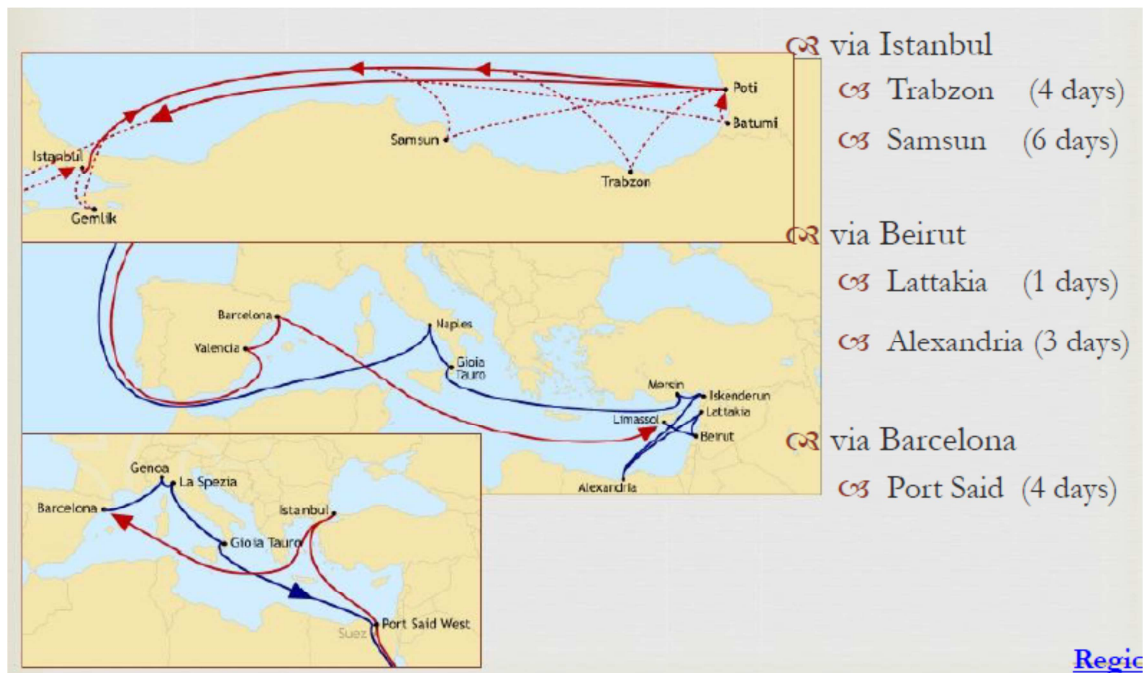 via Istanbul
Trabzon (4 days)
Samsun (6 days)
via Beirut
Lattakia (1 days)
Alexandria (3 days)
via Barcelona
Port Said (4 days)
Poti
Batumi
Samsun
Istanbul
Trabzon
Gemlik
Barcelona
Naples
Valencia
Gioia
Tauro
Mersin
Iskenderun
Lattakia
Limassol
Beirut
Alexandria
Genoa
La Spezia
Barcelona
Istanbul
Gioia Tauro
Port Said West
Suez
Regic